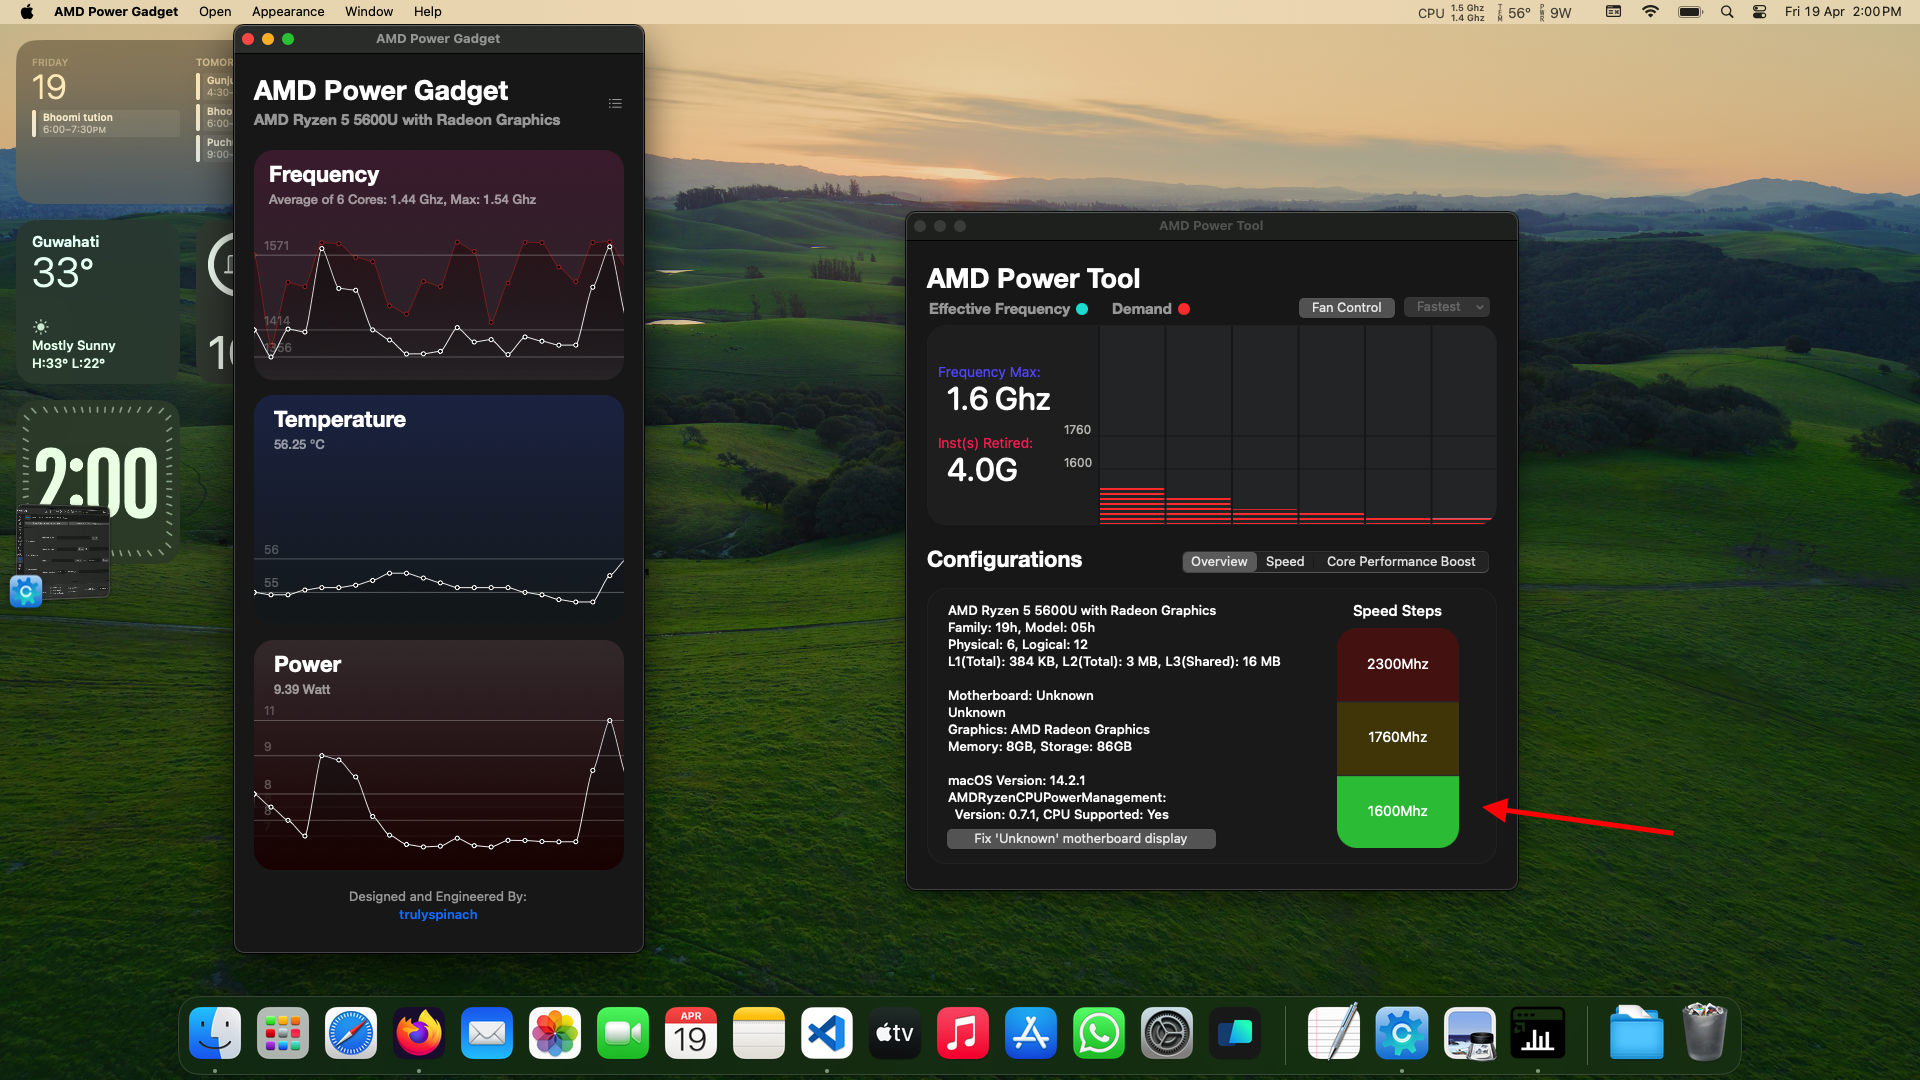 AMD Power Gadget Open Appearance Window Help
CPU 1.5 Ghz 1.4 Ghz 56° 9W Fri 19 Apr 2:00 PM
FRIDAY
19
Bhoomi tution
6:00–7:30PM
TOMOR
Gunju
4:30-
Bhoo
6:00-
Puch
9:00-
Guwahati
33°
Mostly Sunny
H:33° L:22°
10
2:00
AMD Power Gadget
AMD Power Gadget
AMD Ryzen 5 5600U with Radeon Graphics
Frequency
Average of 6 Cores: 1.44 Ghz, Max: 1.54 Ghz
1571
1414
1356
Temperature
56.25 °C
56
55
Power
9.39 Watt
11
9
8
7
Designed and Engineered By:
trulyspinach
AMD Power Tool
AMD Power Tool
Effective Frequency Demand Fan Control Fastest
Frequency Max:
1.6 Ghz
Inst(s) Retired:
4.0G
1760
1600
Configurations Overview Speed Core Performance Boost
AMD Ryzen 5 5600U with Radeon Graphics
Family: 19h, Model: 05h
Physical: 6, Logical: 12
L1(Total): 384 KB, L2(Total): 3 MB, L3(Shared): 16 MB
Motherboard: Unknown
Unknown
Graphics: AMD Radeon Graphics
Memory: 8GB, Storage: 86GB
macOS Version: 14.2.1
AMDRyzenCPUPowerManagement:
Version: 0.7.1, CPU Supported: Yes
Fix 'Unknown' motherboard display
Speed Steps
2300Mhz
1760Mhz
1600Mhz
APR
19
tv